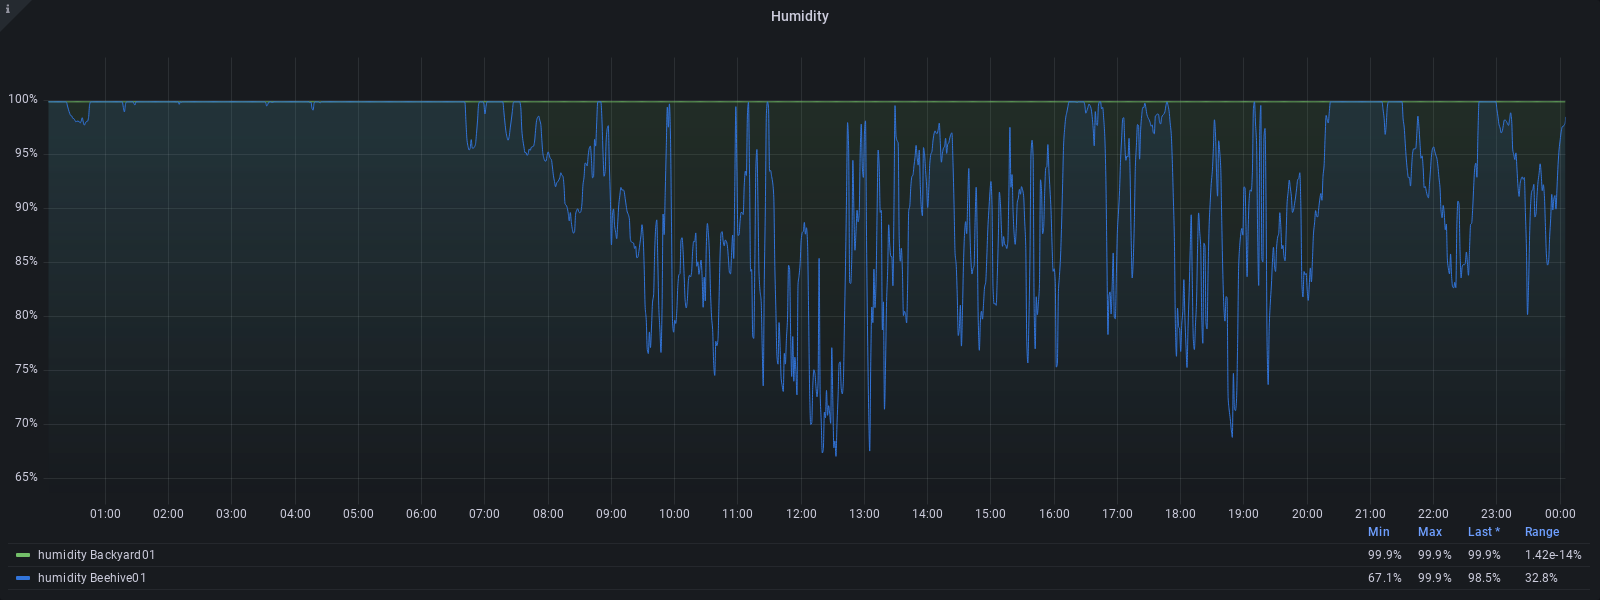 i
Humidity
100%
95%
90%
85%
80%
75%
70%
65%
01:00 02:00 03:00 04:00 05:00 06:00 07:00 08:00 09:00 10:00 11:00 12:00 13:00 14:00 15:00 16:00 17:00 18:00 19:00 20:00 21:00 22:00 23:00 00:00
Min Max Last * Range
humidity Backyard01 99.9% 99.9% 99.9% 1.42e-14%
humidity Beehive01 67.1% 99.9% 98.5% 32.8%